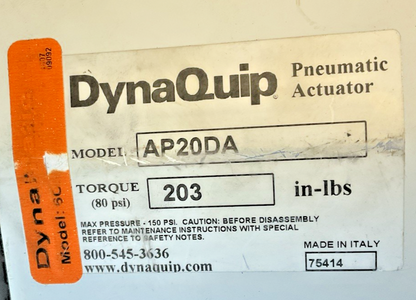 DynaQuip
Pneumatic
Actuator
MODEL AP20DA
TORQUE
(80 psi)
203
in-lbs
MAX PRESSURE - 150 PSI. CAUTION: BEFORE DISASSEMBLY
REFER TO MAINTENANCE INSTRUCTIONS WITH SPECIAL
REFERENCE TO SAFETY NOTES.
800-545-3636
www.dynaquip.com
MADE IN ITALY
75414
Dyna
Model: